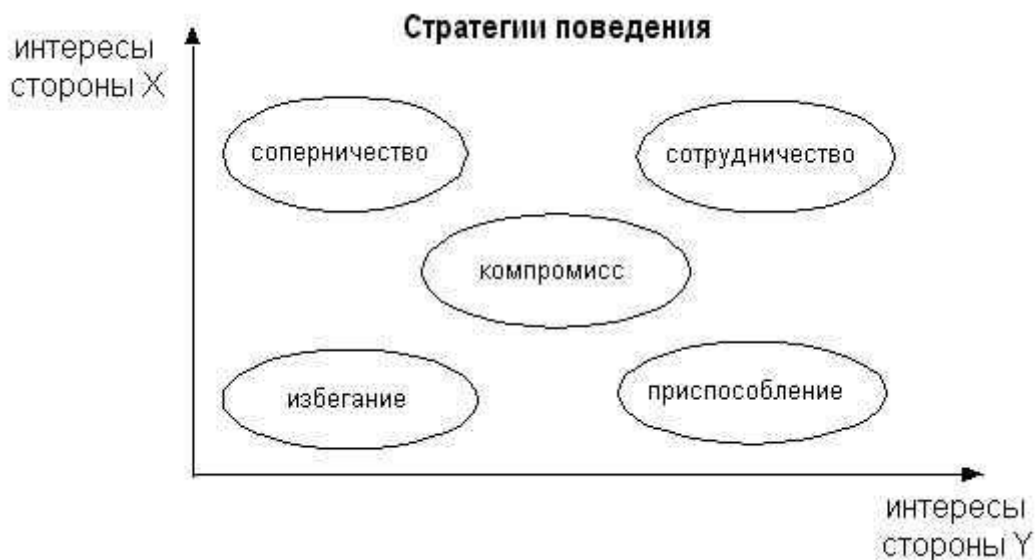 Стратегии поведения
интересы
стороны X
соперничество
сотрудничество
компромисс
избегание
приспособление
интересы
стороны Y